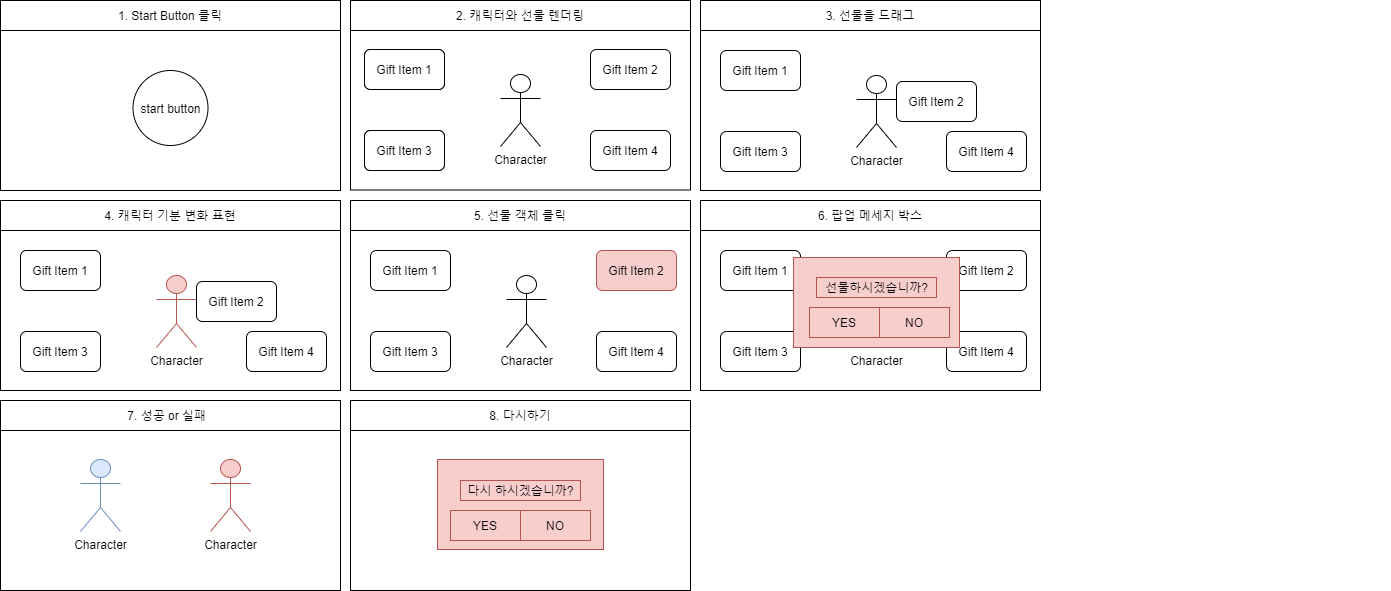 1. Start Button 클릭
start button
2. 캐릭터와 선물 렌더링
Gift Item 1
Gift Item 2
Gift Item 3
Gift Item 4
Character
3. 선물을 드래그
Gift Item 1
Gift Item 2
Gift Item 3
Gift Item 4
Character
4. 캐릭터 기분 변화 표현
Gift Item 1
Gift Item 2
Gift Item 3
Gift Item 4
Character
5. 선물 객체 클릭
Gift Item 1
Gift Item 2
Gift Item 3
Gift Item 4
Character
6. 팝업 메세지 박스
Gift Item 1
Gift Item 2
선물하시겠습니까?
YES
NO
Gift Item 3
Gift Item 4
Character
7. 성공 or 실패
Character
Character
8. 다시하기
다시 하시겠습니까?
YES
NO